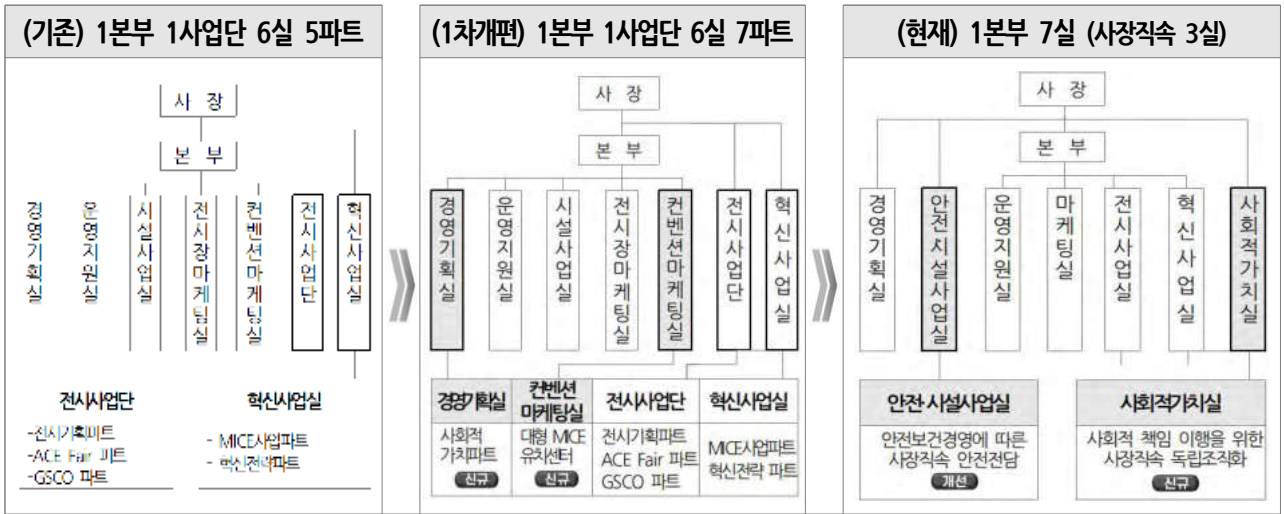 (기존) 1본부 1사업단 6실 5파트
사 장
본 부
경영기획실
운영지원실
시설사업실
전시장마케팅실
컨벤션마케팅실
전시사업단
혁신사업실
전시사업단
-전시기획파트
-ACE Fair 파트
-GSCO 파트
혁신사업실
- MICE사업파트
- 혁신전략파트
(1차개편) 1본부 1사업단 6실 7파트
사 장
본 부
경영기획실
운영지원실
시설사업실
전시장마케팅실
컨벤션마케팅실
전시사업단
혁신사업실
경영기획실
사회적
가치파트
신규
컨벤션
마케팅실
대형 MICE
유치센터
신규
전시사업단
전시기획파트
ACE Fair 파트
GSCO 파트
혁신사업실
MICE사업파트
혁신전략 파트
(현재) 1본부 7실 (사장직속 3실)
사 장
본 부
경영기획실
안전·시설사업실
운영지원실
마케팅실
전시사업실
혁신사업실
사회적가치실
안전·시설사업실
안전보건경영에 따른
사장직속 안전전담
개선
사회적가치실
사회적 책임 이행을 위한
사장직속 독립조직화
신규